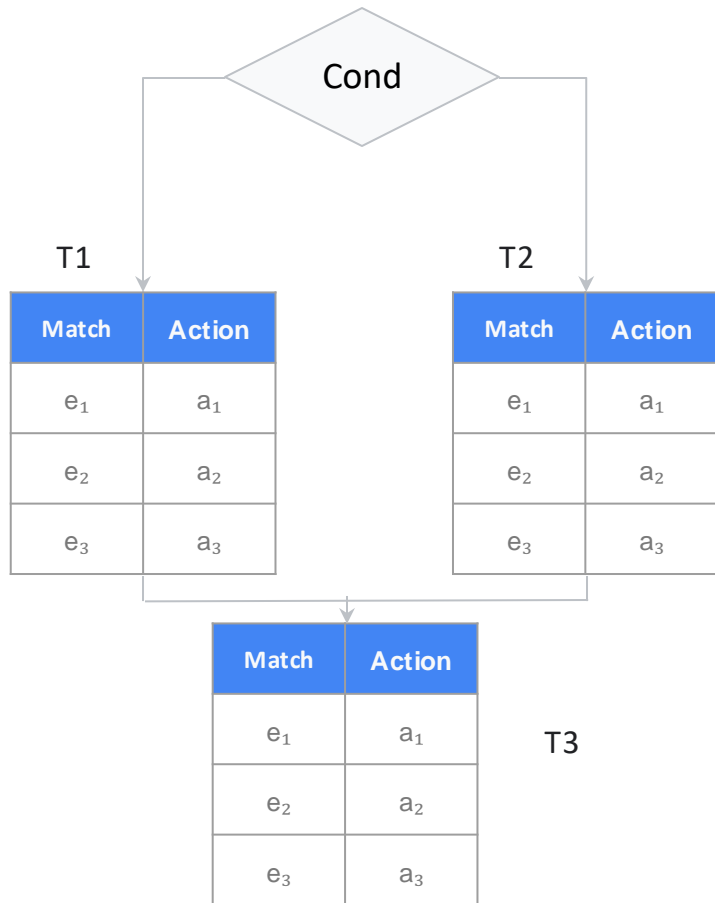 Cond
T1
T2
Match Action
e₁ a₁
e₂ a₂
e₃ a₃
Match Action
e₁ a₁
e₂ a₂
e₃ a₃
Match Action
e₁ a₁
e₂ a₂
e₃ a₃
T3